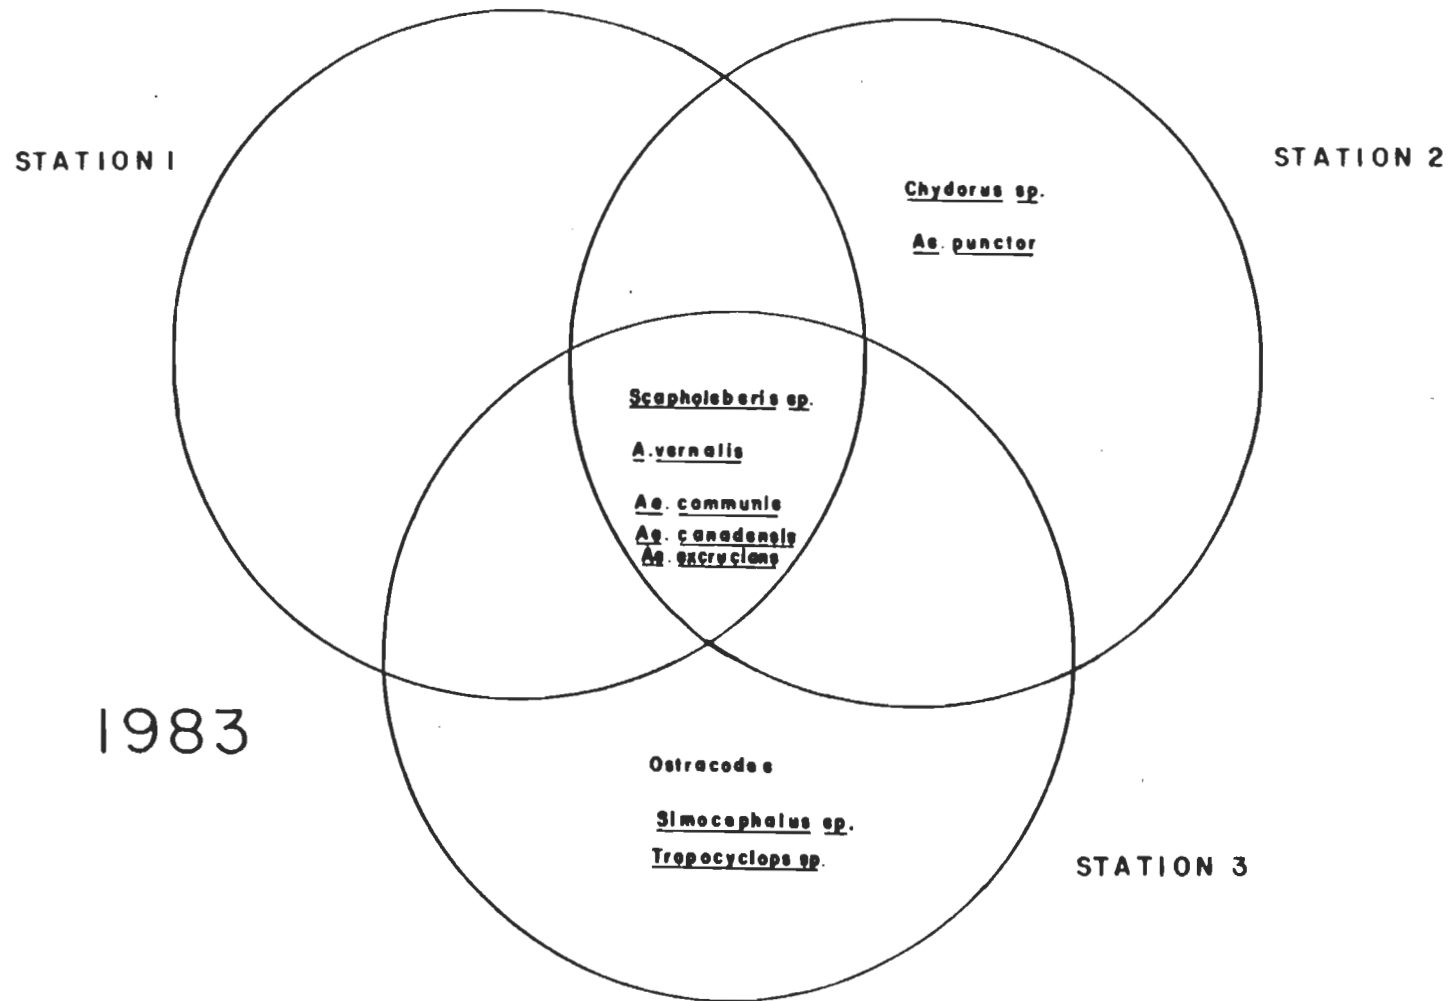 STATION 1
STATION 2
Chydorus sp.
Ae. punctor
Scapholeberis sp.
A. vernalis
Ae. communis
Ae. canadensis
Ae. excrucians
1983
Ostracodes
Simocephalus sp.
Tropocyclops sp.
STATION 3